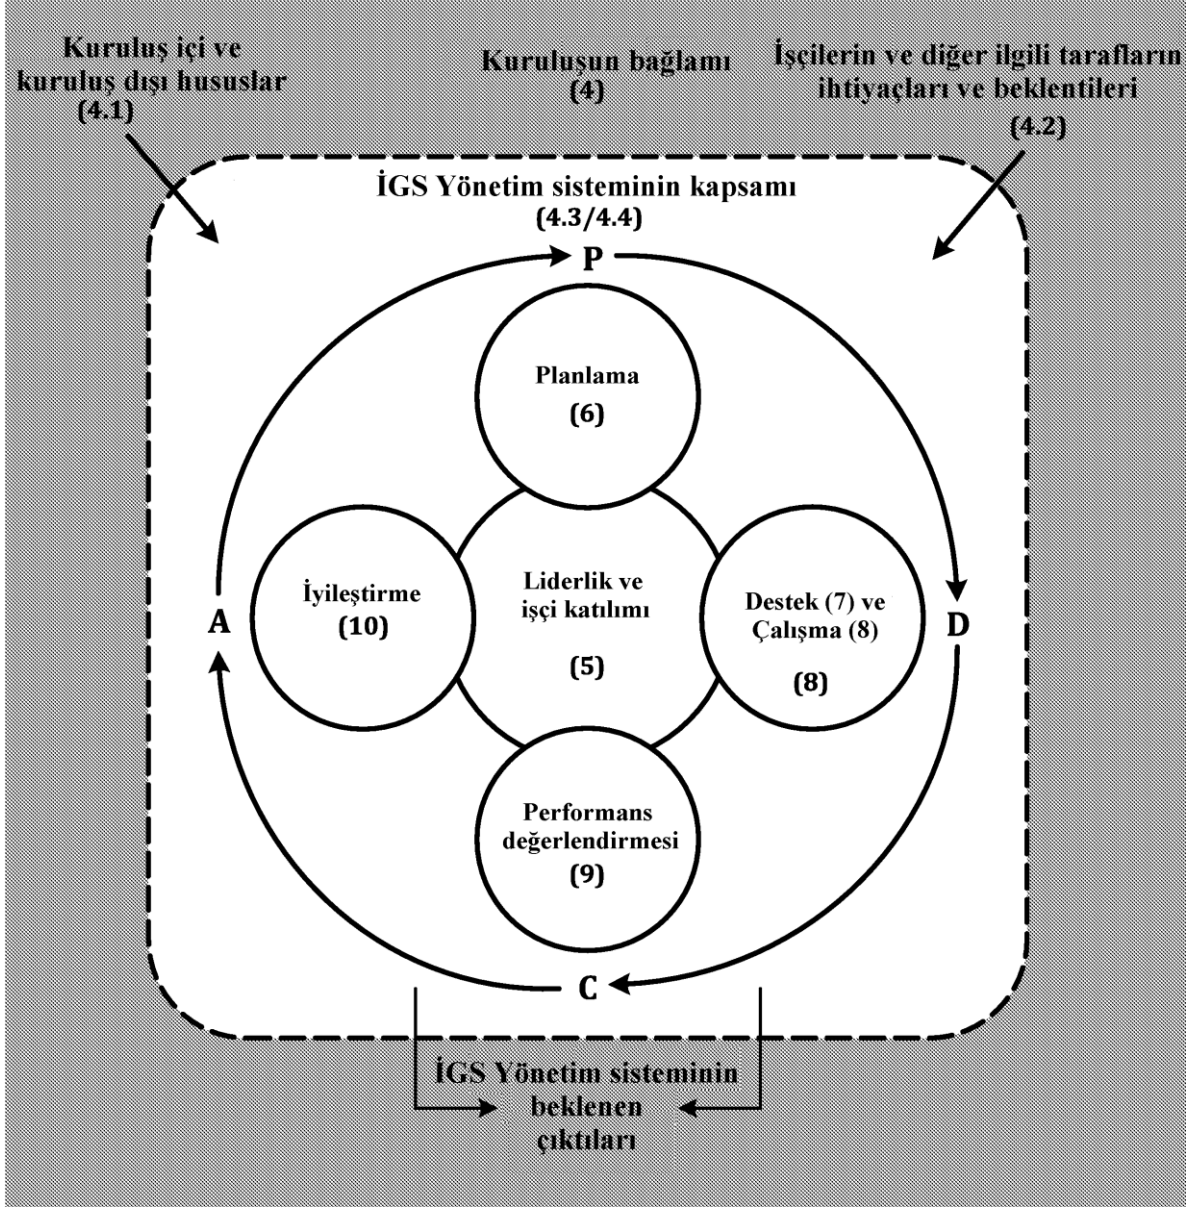 Kuruluş içi ve
kuruluş dışı hususlar
(4.1)
Kuruluşun bağlamı
(4)
İşçilerin ve diğer ilgili tarafların
ihtiyaçları ve beklentileri
(4.2)
İGS Yönetim sisteminin kapsamı
(4.3/4.4)
P
Planlama
(6)
A
İyileştirme
(10)
Liderlik ve
işçi katılımı
(5)
Destek (7) ve
Çalışma (8)
(8)
D
Performans
değerlendirmesi
(9)
C
İGS Yönetim sisteminin
beklenen
çıktıları